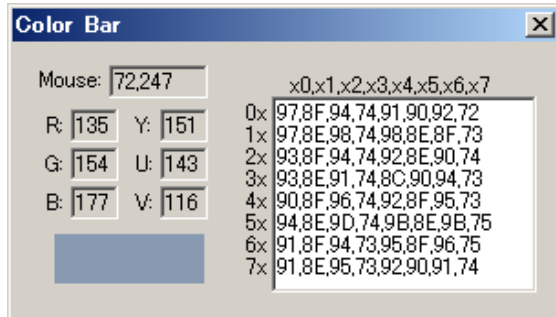 Color Bar
Mouse: 72,247
R: 135 Y: 151
G: 154 U: 143
B: 177 V: 116
x0,x1,x2,x3,x4,x5,x6,x7
0x 97,8F,94,74,91,90,92,72
1x 97,8E,98,74,98,8E,8F,73
2x 93,8F,94,74,92,8E,90,74
3x 93,8E,91,74,8C,90,94,73
4x 90,8F,96,74,92,8F,95,73
5x 94,8E,9D,74,9B,8E,9B,75
6x 91,8F,94,73,95,8F,96,75
7x 91,8E,95,73,92,90,91,74